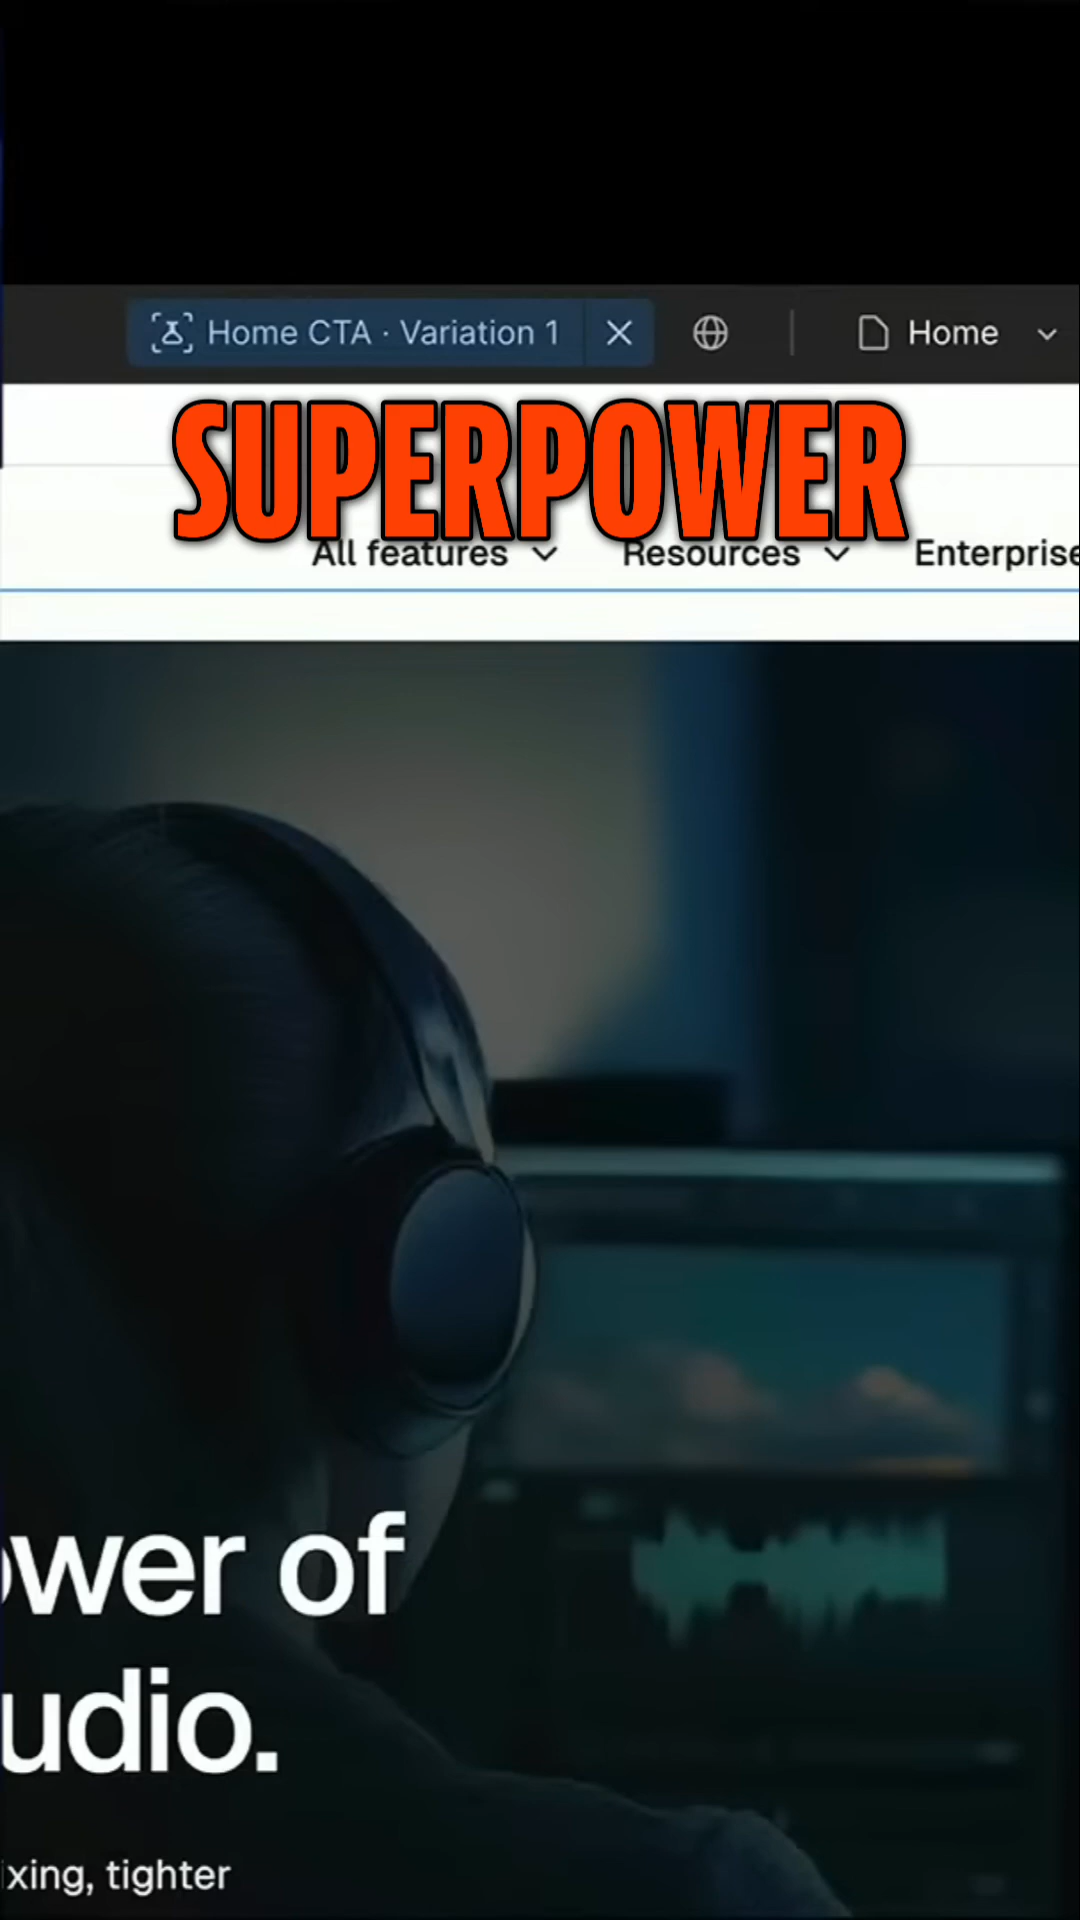 Home CTA · Variation 1
Home
SUPERPOWER
All features Resources Enterprise
wer of
udio.
xing, tighter